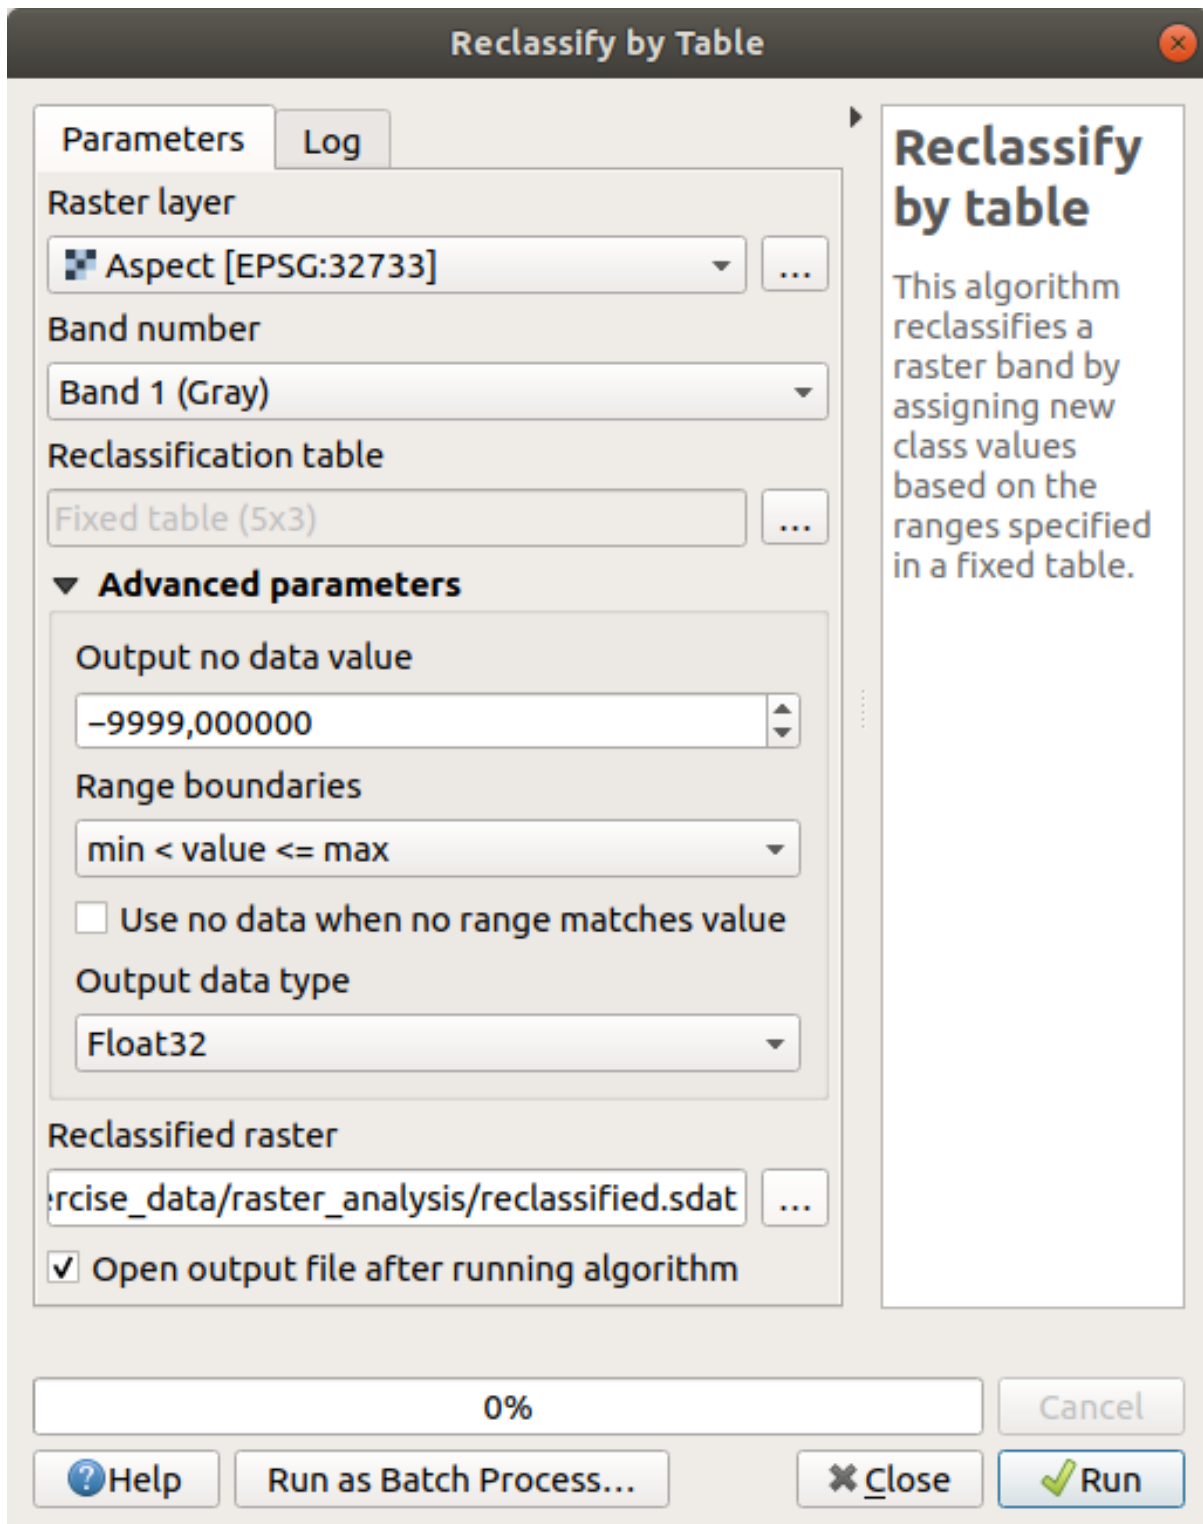 Reclassify by Table
Parameters
Log
Raster layer
Aspect [EPSG:32733]
...
Band number
Band 1 (Gray)
Reclassification table
Fixed table (5x3)
...
Advanced parameters
Output no data value
−9999,000000
Range boundaries
min < value <= max
Use no data when no range matches value
Output data type
Float32
Reclassified raster
rcise_data/raster_analysis/reclassified.sdat
...
Open output file after running algorithm
Reclassify
by table
This algorithm
reclassifies a
raster band by
assigning new
class values
based on the
ranges specified
in a fixed table.
0%
Cancel
Help
Run as Batch Process...
Close
Run